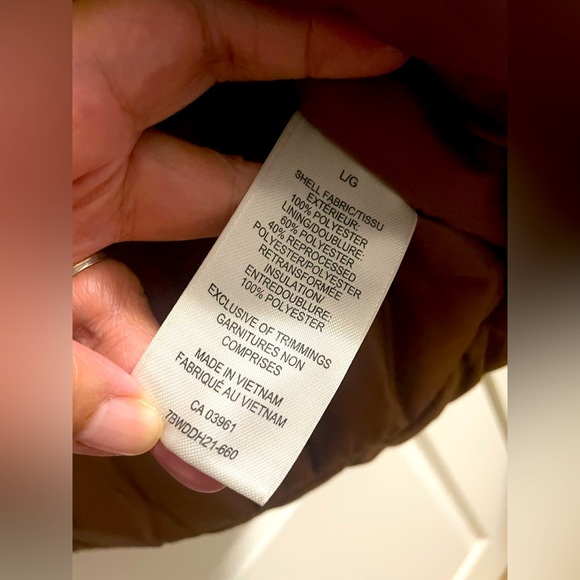 L/G
SHELL FABRIC/TISSU
EXTERIEUR:
100% POLYESTER
LINING/DOUBLURE:
60% POLYESTER
40% REPROCESSED
POLYESTER/POLYESTER
RETRANSFORMÉE
INSULATION/
ENTREDOUBLURE:
100% POLYESTER
EXCLUSIVE OF TRIMMINGS
GARNITURES NON
COMPRISES
MADE IN VIETNAM
FABRIQUÉ AU VIETNAM
CA 03961
7BWDDH21-660